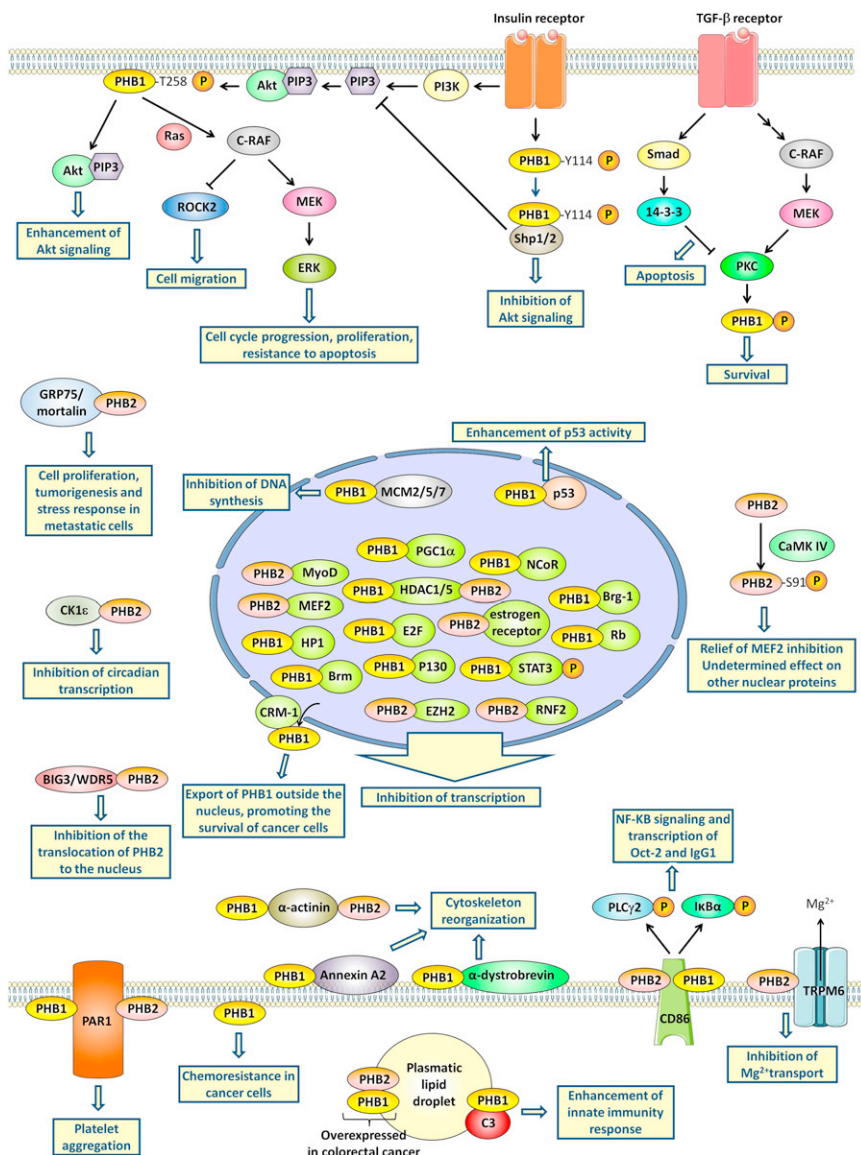 Insulin receptor
TGF-β receptor
PHB1
-T258
P
Akt
PIP3
PIP3
PI3K
Ras
C-RAF
Akt
PIP3
ROCK2
MEK
ERK
Enhancement of
Akt signaling
Cell migration
Cell cycle progression, proliferation,
resistance to apoptosis
PHB1
-Y114
P
PHB1
-Y114
P
Shp1/2
Inhibition of
Akt signaling
Smad
C-RAF
14-3-3
MEK
Apoptosis
PKC
PHB1
P
Survival
GRP75/
mortalin
PHB2
Cell proliferation,
tumorigenesis and
stress response in
metastatic cells
CK1ε
PHB2
Inhibition of circadian
transcription
BIG3/WDR5
PHB2
Inhibition of the
translocation of PHB2
to the nucleus
Enhancement of p53 activity
Inhibition of DNA
synthesis
PHB1
MCM2/5/7
PHB1
p53
PHB1
PGC1α
PHB1
NCoR
PHB2
MyoD
PHB1
HDAC1/5
PHB2
PHB2
MEF2
PHB1
Brg-1
PHB1
E2F
PHB2
estrogen
receptor
PHB1
HP1
PHB1
Rb
PHB1
Brm
PHB1
P130
PHB1
STAT3
P
PHB2
EZH2
PHB2
RNF2
CRM-1
PHB1
Export of PHB1 outside the
nucleus, promoting the
survival of cancer cells
Inhibition of transcription
PHB2
CaMK IV
PHB2
-S91
P
Relief of MEF2 inhibition
Undetermined effect on
other nuclear proteins
NF-KB signaling and
transcription of
Oct-2 and IgG1
PLCγ2
P
IκBα
P
PHB2
PHB1
CD86
Mg²⁺
PHB2
TRPM6
Inhibition of
Mg²⁺transport
PHB1
α-actinin
PHB2
Cytoskeleton
reorganization
PHB1
Annexin A2
PHB1
α-dystrobrevin
PHB1
PAR1
PHB2
Platelet
aggregation
PHB1
Chemoresistance in
cancer cells
Plasmatic
lipid
droplet
PHB2
PHB1
Overexpressed
in colorectal cancer
PHB1
C3
Enhancement of
innate immunity
response